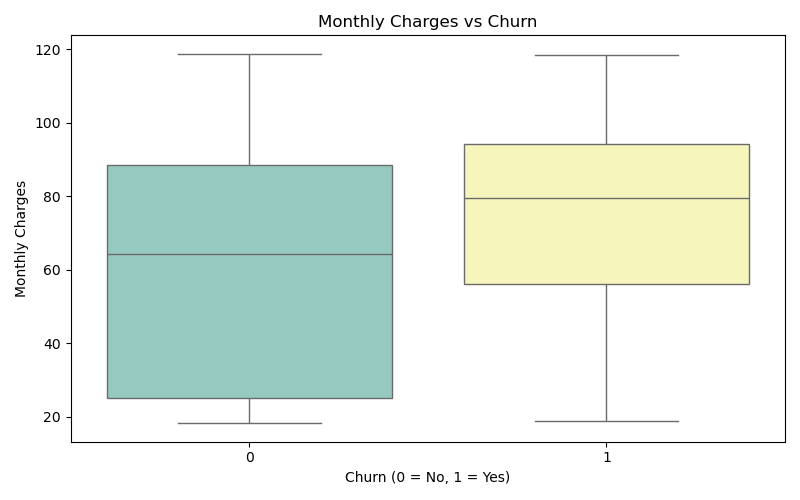 Monthly Charges vs Churn
120
100
80
60
40
20
Monthly Charges
0
1
Churn (0 = No, 1 = Yes)